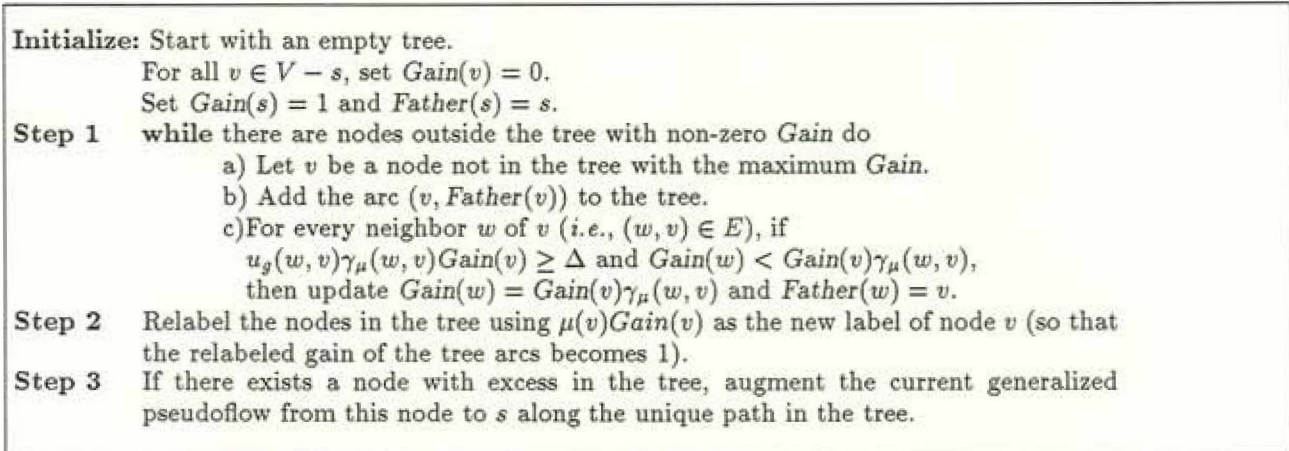 Initialize: Start with an empty tree.
For all v ∈ V − s, set Gain(v) = 0.
Set Gain(s) = 1 and Father(s) = s.
Step 1 while there are nodes outside the tree with non-zero Gain do
a) Let v be a node not in the tree with the maximum Gain.
b) Add the arc (v, Father(v)) to the tree.
c)For every neighbor w of v (i.e., (w, v) ∈ E), if
u_g(w, v)γ_μ(w, v)Gain(v) ≥ Δ and Gain(w) < Gain(v)γ_μ(w, v),
then update Gain(w) = Gain(v)γ_μ(w, v) and Father(w) = v.
Step 2 Relabel the nodes in the tree using μ(v)Gain(v) as the new label of node v (so that
the relabeled gain of the tree arcs becomes 1).
Step 3 If there exists a node with excess in the tree, augment the current generalized
pseudoflow from this node to s along the unique path in the tree.